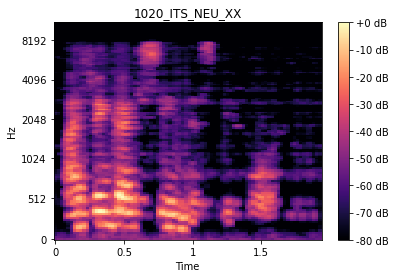 1020_ITS_NEU_XX
8192
4096
2048
1024
512
0
Hz
0
0.5
1
1.5
Time
+0 dB
-10 dB
-20 dB
-30 dB
-40 dB
-50 dB
-60 dB
-70 dB
-80 dB